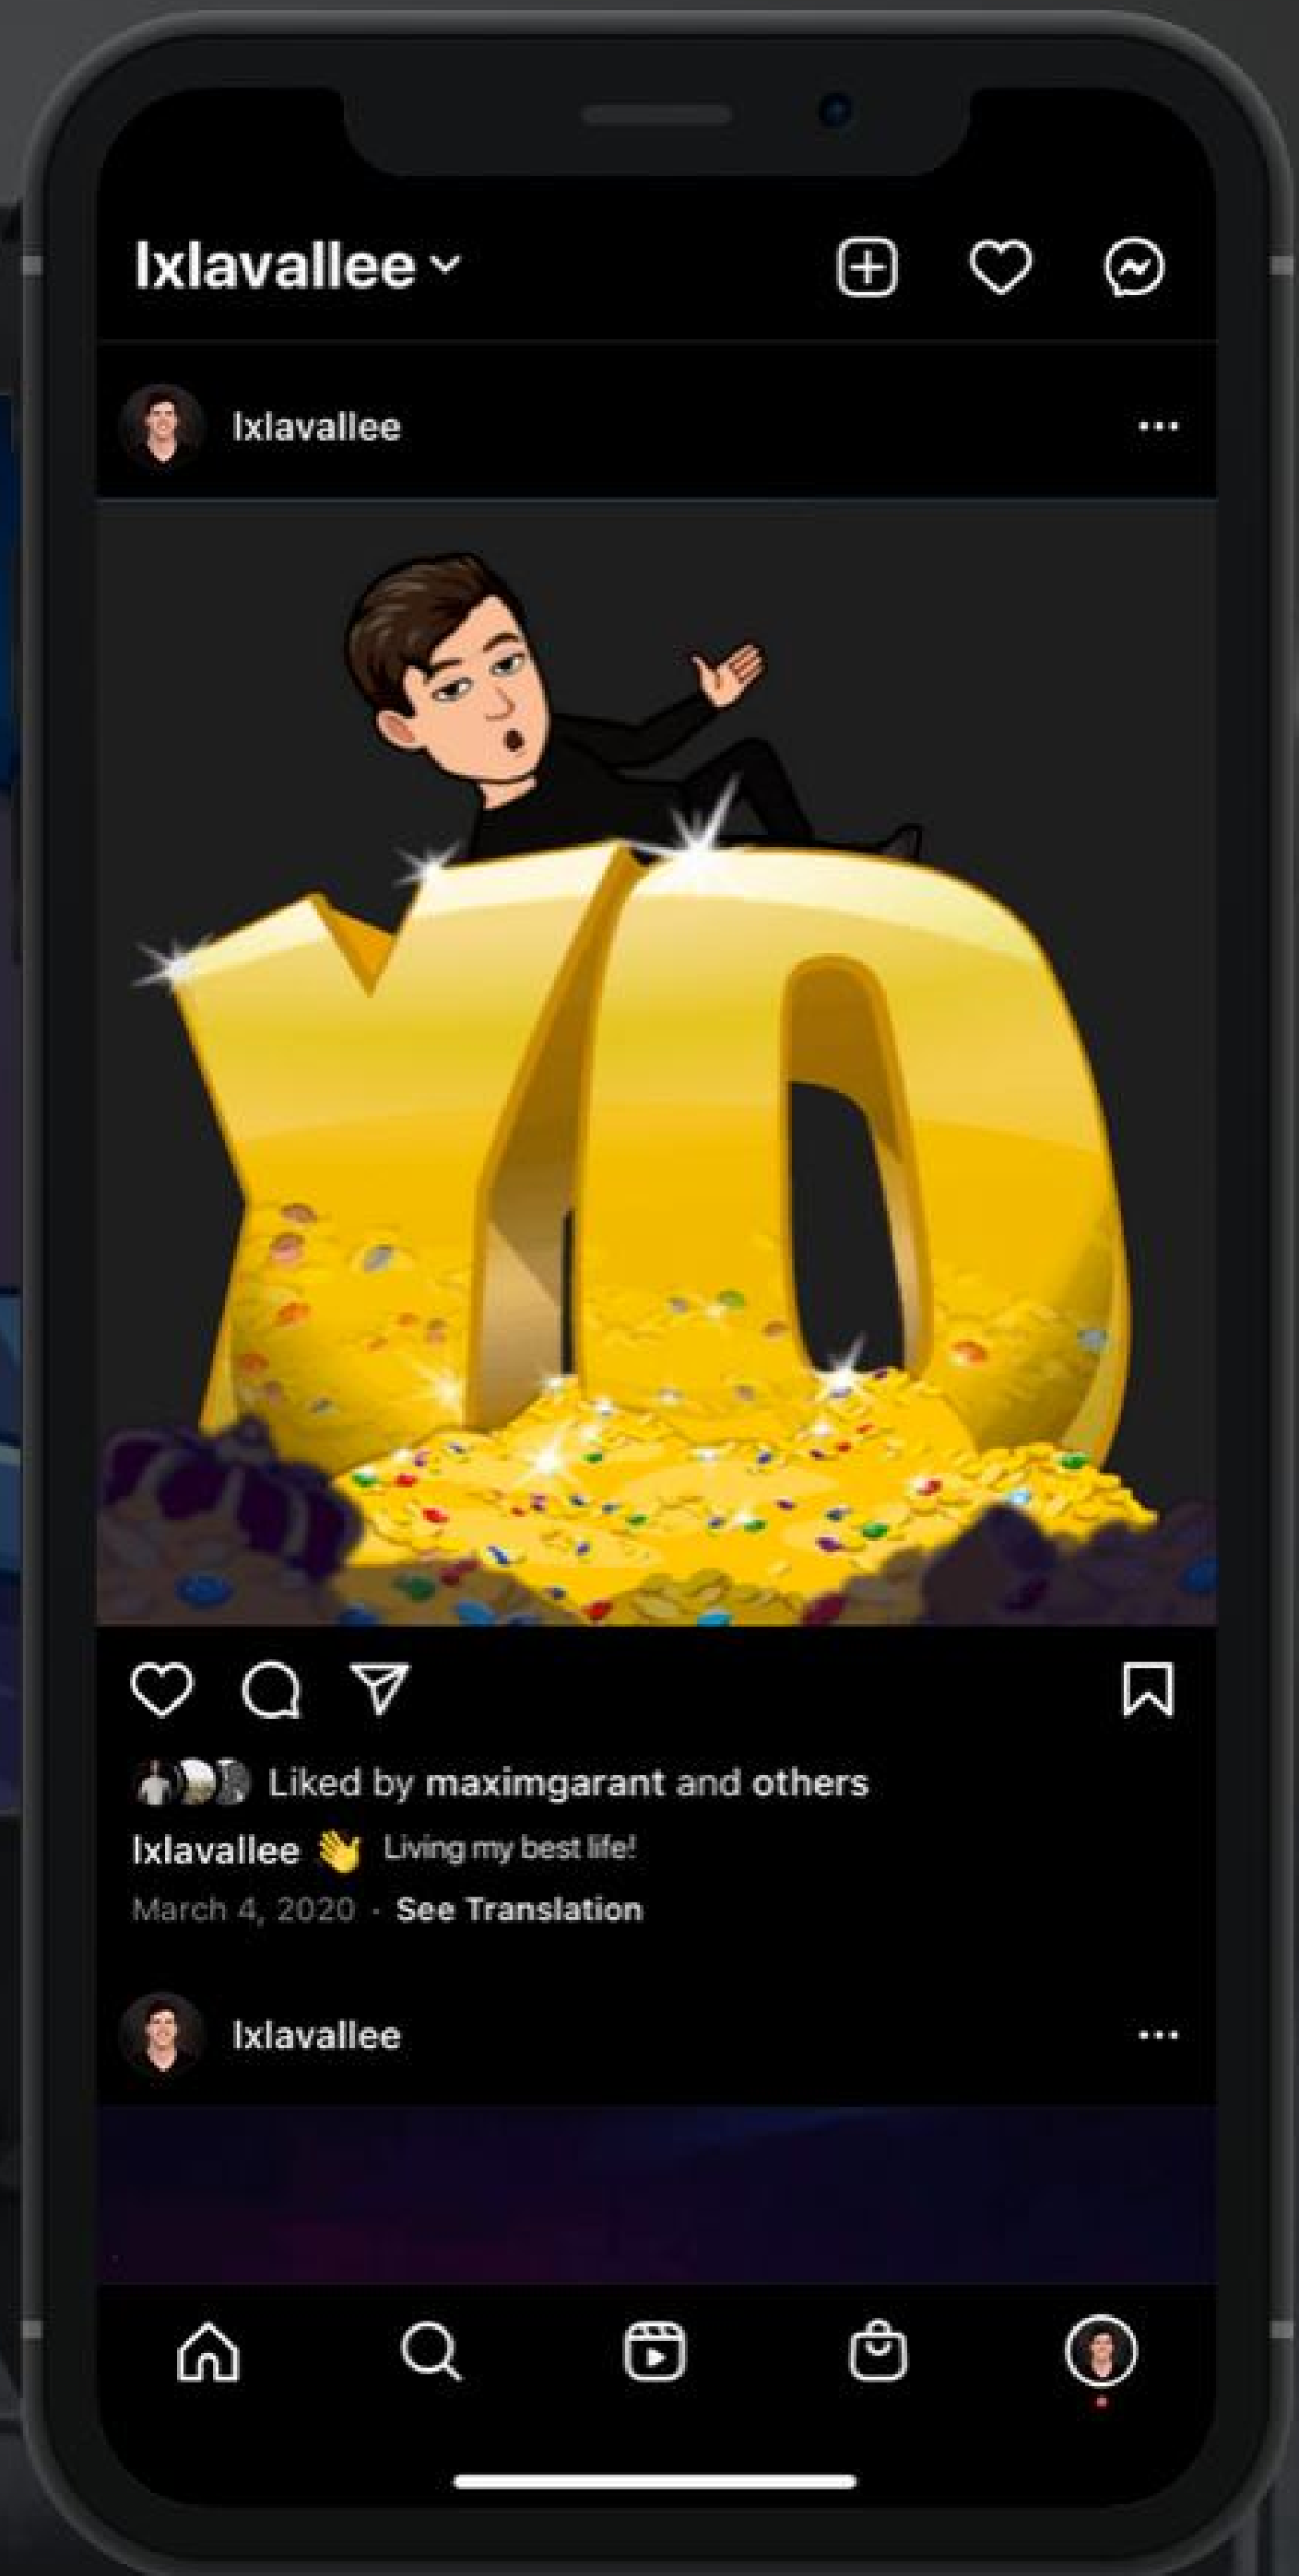 lxlavallee
lxlavallee
YO
Liked by maximgarant and others
lxlavallee 👋 Living my best life!
March 4, 2020 · See Translation
lxlavallee